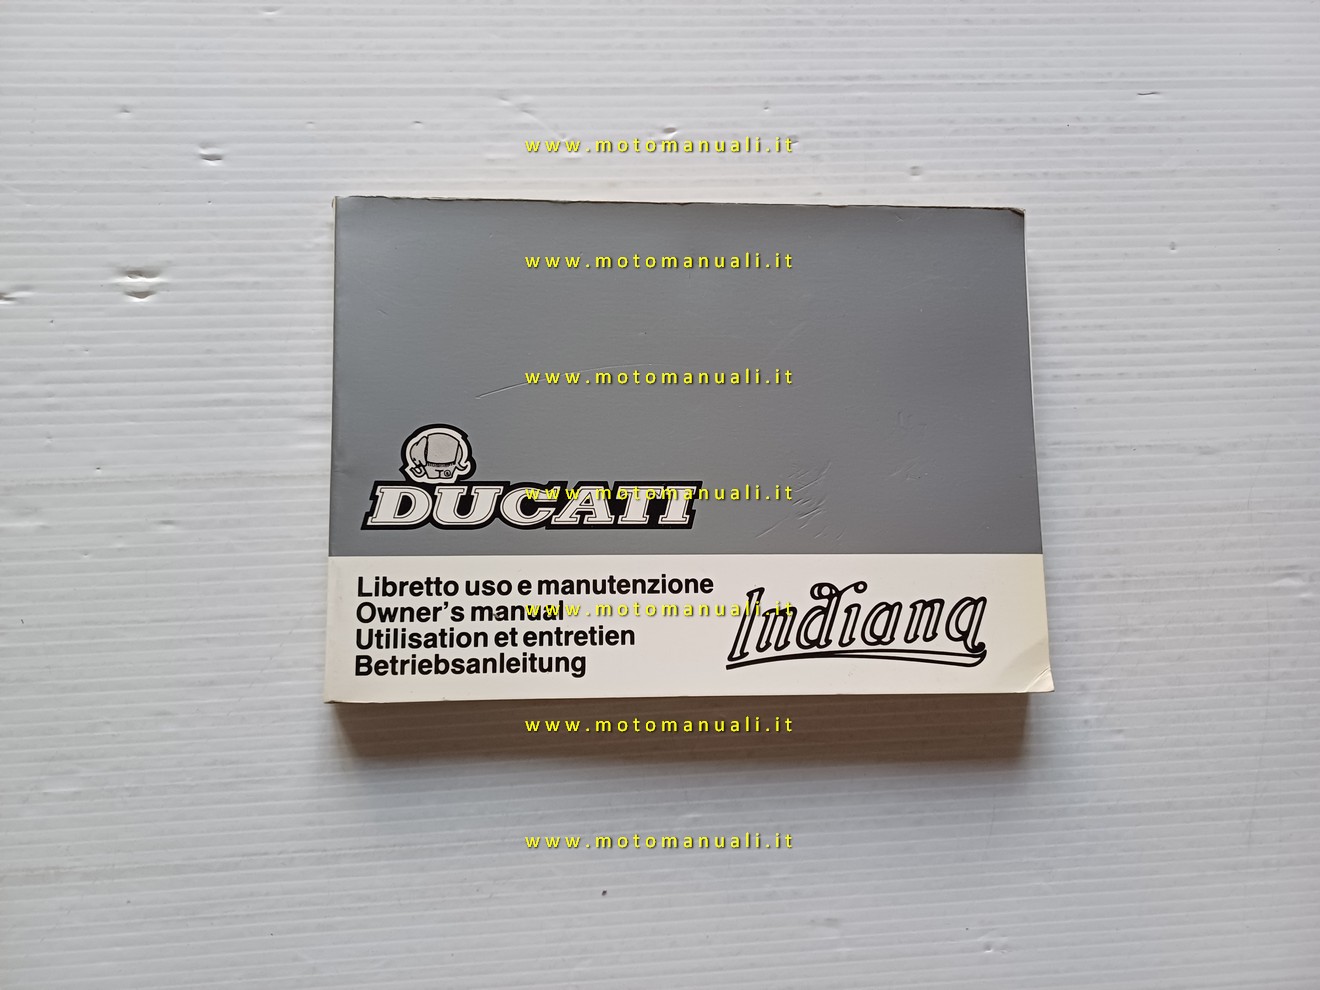 www.motomanuali.it
www.motomanuali.it
www.motomanuali.it
DUCATI
www.motomanuali.it
Libretto uso e manutenzione
Owner's manual
Utilisation et entretien
Betriebsanleitung
Indiana
www.motomanuali.it
www.motomanuali.it
www.motomanuali.it